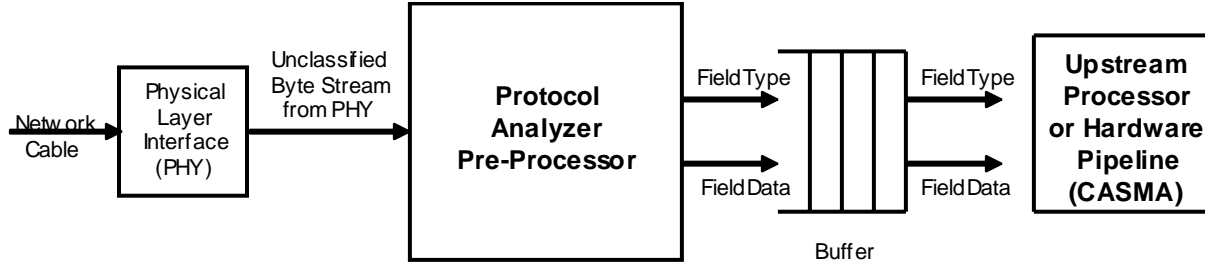 Network
Cable
Physical
Layer
Interface
(PHY)
Unclassified
Byte Stream
from PHY
Protocol
Analyzer
Pre-Processor
FieldType
FieldData
Buffer
FieldType
FieldData
Upstream
Processor
or Hardware
Pipeline
(CASMA)